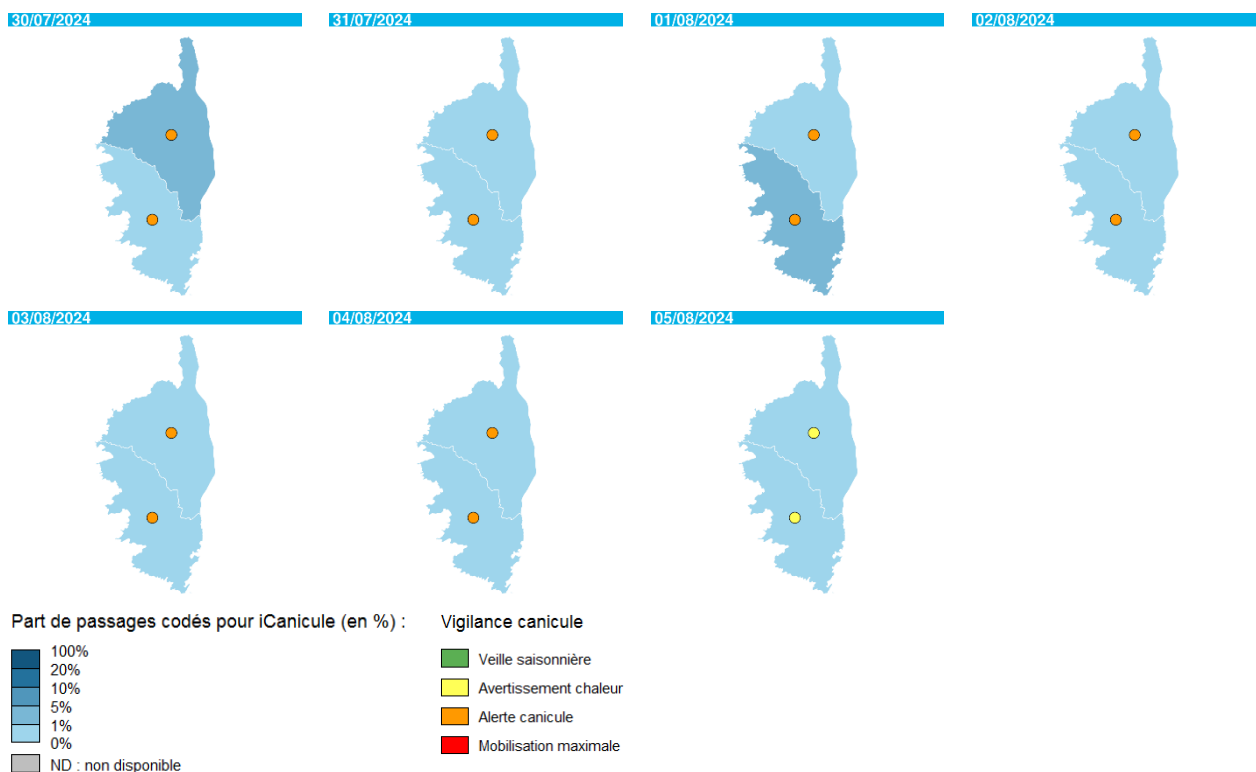 30/07/2024
31/07/2024
01/08/2024
02/08/2024
03/08/2024
04/08/2024
05/08/2024
Part de passages codés pour iCanicule (en %) :
100%
20%
10%
5%
1%
0%
ND : non disponible
Vigilance canicule
Veille saisonnière
Avertissement chaleur
Alerte canicule
Mobilisation maximale